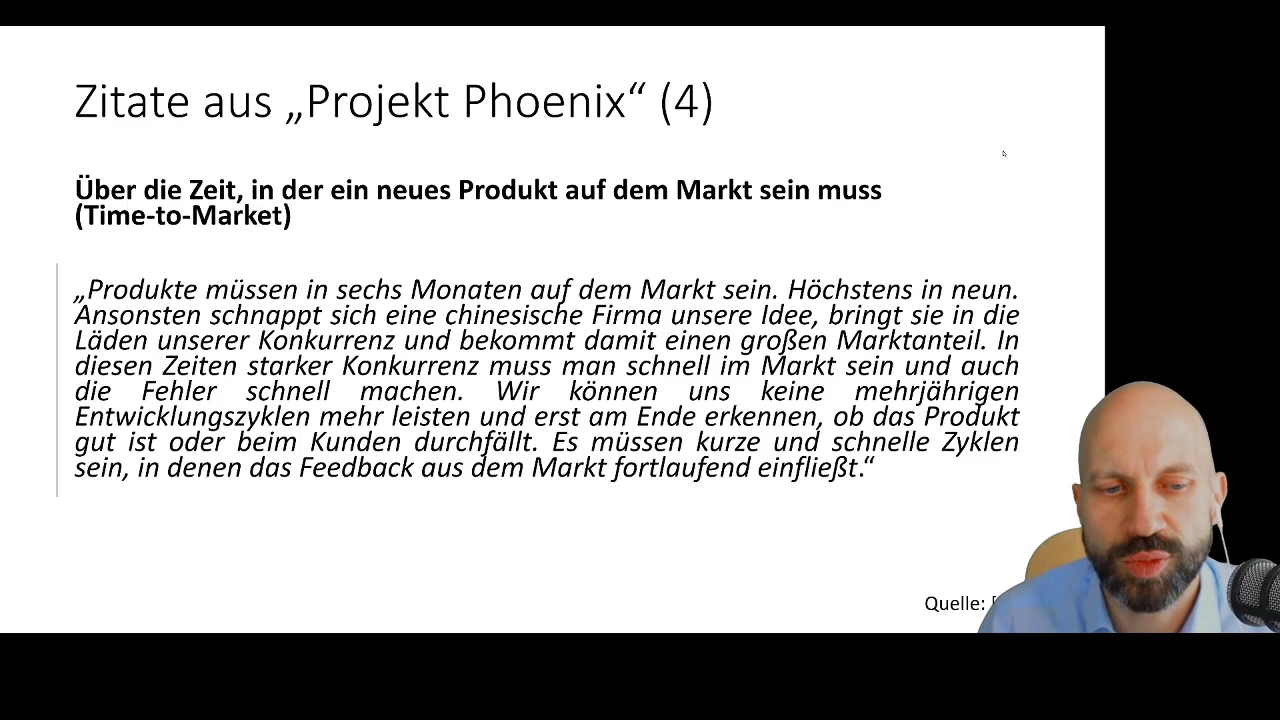 Zitate aus „Projekt Phoenix“ (4)
Über die Zeit, in der ein neues Produkt auf dem Markt sein muss
(Time-to-Market)
„Produkte müssen in sechs Monaten auf dem Markt sein. Höchstens in neun.
Ansonsten schnappt sich eine chinesische Firma unsere Idee, bringt sie in die
Läden unserer Konkurrenz und bekommt damit einen großen Marktanteil. In
diesen Zeiten starker Konkurrenz muss man schnell im Markt sein und auch
die Fehler schnell machen. Wir können uns keine mehrjährigen
Entwicklungszyklen mehr leisten und erst am Ende erkennen, ob das Produkt
gut ist oder beim Kunden durchfällt. Es müssen kurze und schnelle Zyklen
sein, in denen das Feedback aus dem Markt fortlaufend einfließt.“
Quelle: